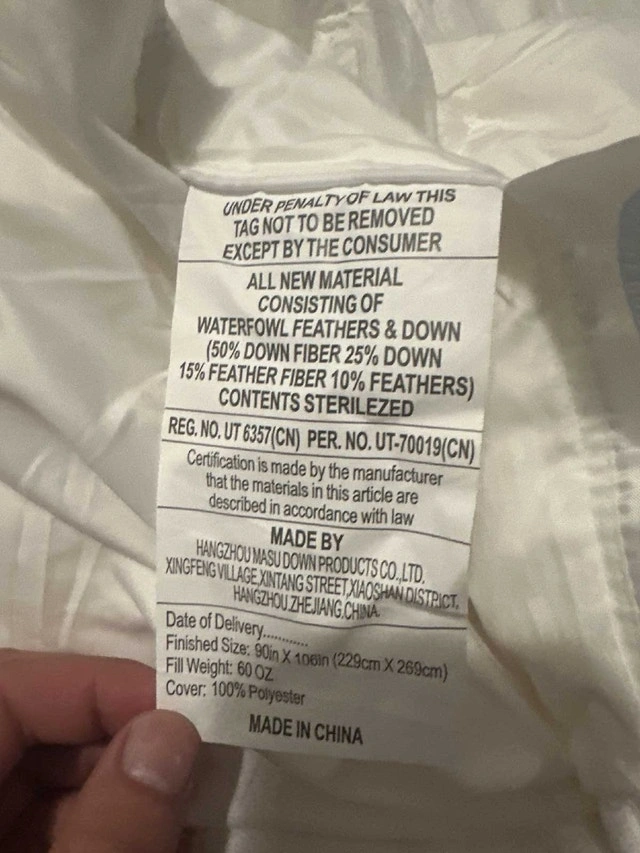 UNDER PENALTY OF LAW THIS
TAG NOT TO BE REMOVED
EXCEPT BY THE CONSUMER
ALL NEW MATERIAL
CONSISTING OF
WATERFOWL FEATHERS & DOWN
(50% DOWN FIBER 25% DOWN
15% FEATHER FIBER 10% FEATHERS)
CONTENTS STERILEZED
REG. NO. UT 6357(CN) PER. NO. UT-70019(CN)
Certification is made by the manufacturer
that the materials in this article are
described in accordance with law
MADE BY
HANGZHOU MASU DOWN PRODUCTS CO.,LTD.
XINGFENG VILLAGE,XINTANG STREET,XIAOSHAN DISTRICT,
HANGZHOU.ZHEJIANG.CHINA.
Date of Delivery............
Finished Size: 90in X 106in (229cm X 269cm)
Fill Weight: 60 OZ
Cover: 100% Polyester
MADE IN CHINA